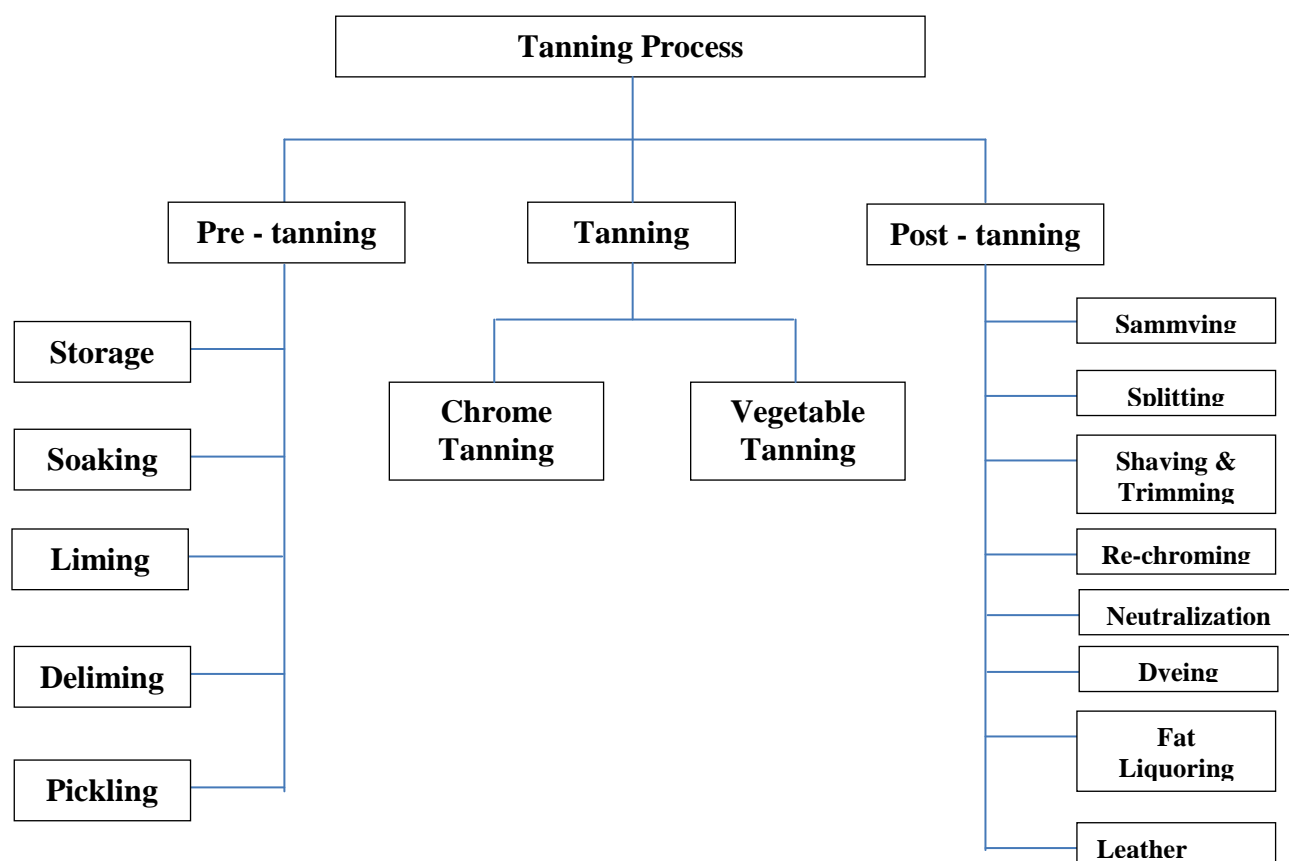 Tanning Process
Pre - tanning
Tanning
Post - tanning
Storage
Soaking
Liming
Deliming
Pickling
Chrome
Tanning
Vegetable
Tanning
Sammying
Splitting
Shaving &
Trimming
Re-chroming
Neutralization
Dyeing
Fat
Liquoring
Leather